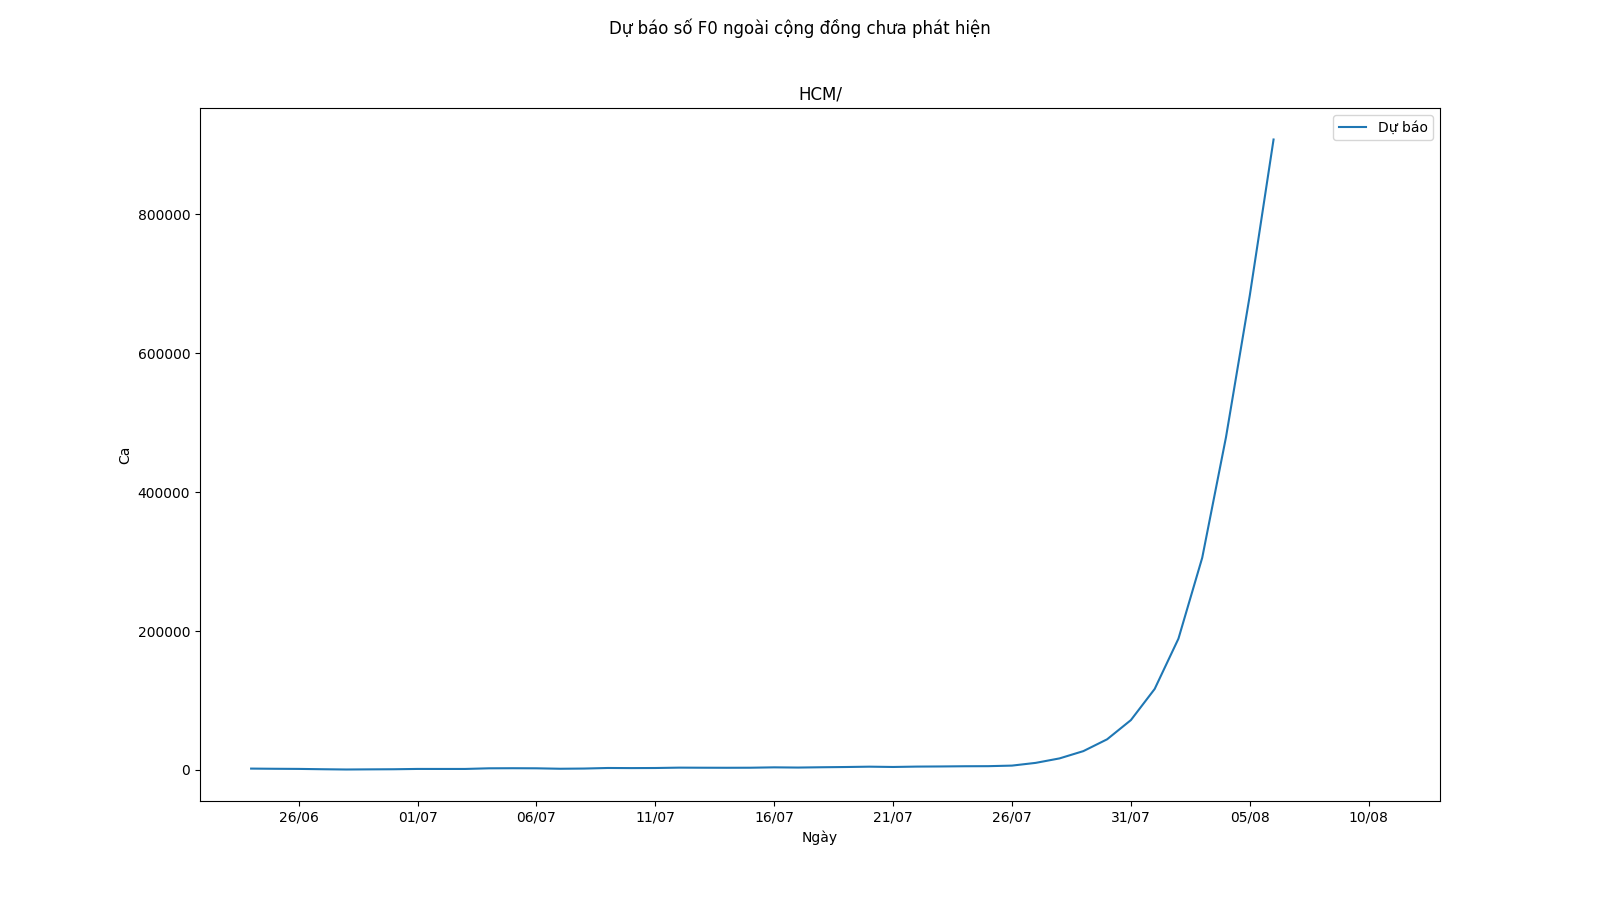 Dự báo số F0 ngoài cộng đồng chưa phát hiện
HCM/
Dự báo
800000
600000
400000
200000
0
Ca
26/06 01/07 06/07 11/07 16/07 21/07 26/07 31/07 05/08 10/08
Ngày